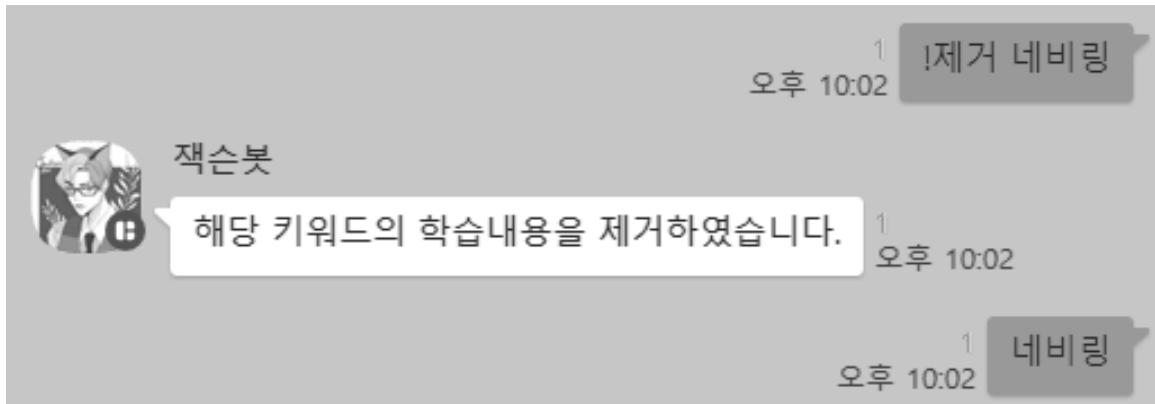 !제거 네비링
1
오후 10:02
잭슨봇
해당 키워드의 학습내용을 제거하였습니다.
1
오후 10:02
네비링
1
오후 10:02